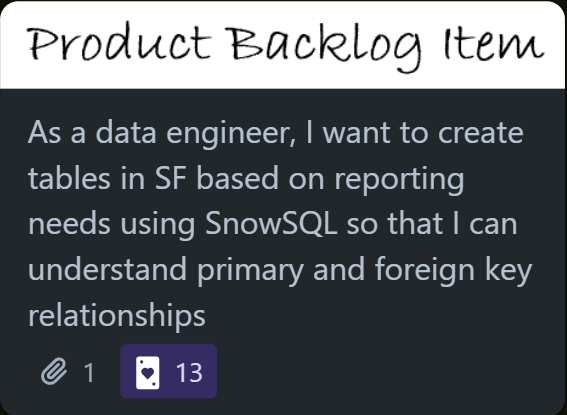 Product Backlog Item
As a data engineer, I want to create
tables in SF based on reporting
needs using SnowSQL so that I can
understand primary and foreign key
relationships
1 13